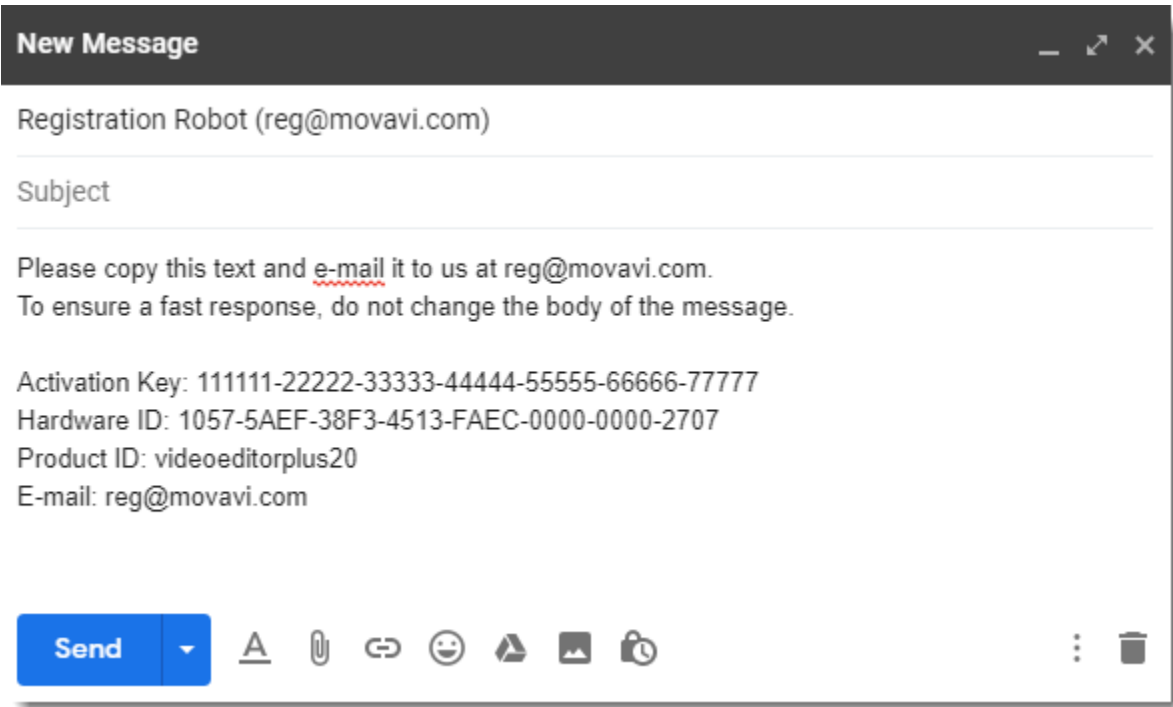 New Message
Registration Robot (reg@movavi.com)
Subject
Please copy this text and e-mail it to us at reg@movavi.com.
To ensure a fast response, do not change the body of the message.
Activation Key: 111111-22222-33333-44444-55555-66666-77777
Hardware ID: 1057-5AEF-38F3-4513-FAEC-0000-0000-2707
Product ID: videoeditorplus20
E-mail: reg@movavi.com
Send